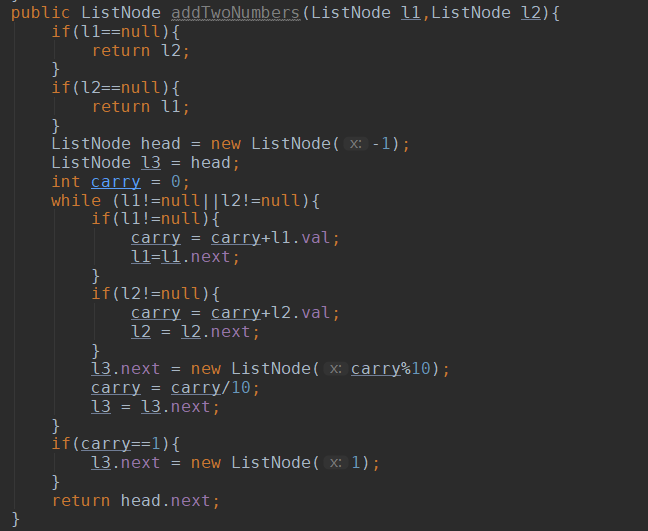 public ListNode addTwoNumbers(ListNode l1,ListNode l2){
if(l1==null){
return l2;
}
if(l2==null){
return l1;
}
ListNode head = new ListNode( x: -1);
ListNode l3 = head;
int carry = 0;
while (l1!=null||l2!=null){
if(l1!=null){
carry = carry+l1.val;
l1=l1.next;
}
if(l2!=null){
carry = carry+l2.val;
l2 = l2.next;
}
l3.next = new ListNode( x: carry%10);
carry = carry/10;
l3 = l3.next;
}
if(carry==1){
l3.next = new ListNode( x: 1);
}
return head.next;
}